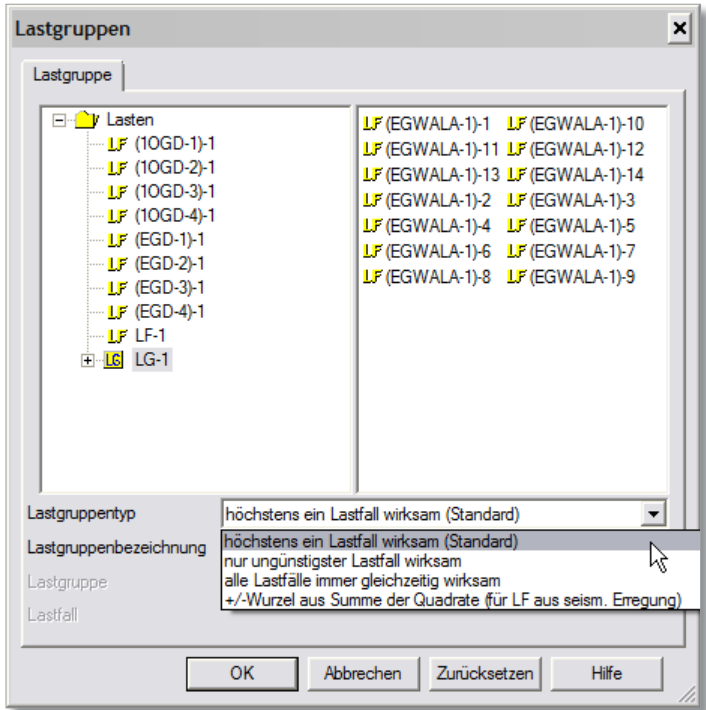 Lastgruppen
Lastgruppe
Lasten
LF (1OGD-1)-1
LF (1OGD-2)-1
LF (1OGD-3)-1
LF (1OGD-4)-1
LF (EGD-1)-1
LF (EGD-2)-1
LF (EGD-3)-1
LF (EGD-4)-1
LF LF-1
LG LG-1
LF (EGWALA-1)-1 LF (EGWALA-1)-10
LF (EGWALA-1)-11 LF (EGWALA-1)-12
LF (EGWALA-1)-13 LF (EGWALA-1)-14
LF (EGWALA-1)-2 LF (EGWALA-1)-3
LF (EGWALA-1)-4 LF (EGWALA-1)-5
LF (EGWALA-1)-6 LF (EGWALA-1)-7
LF (EGWALA-1)-8 LF (EGWALA-1)-9
Lastgruppentyp höchstens ein Lastfall wirksam (Standard)
Lastgruppenbezeichnung höchstens ein Lastfall wirksam (Standard)
nur ungünstigster Lastfall wirksam
Lastgruppe alle Lastfälle immer gleichzeitig wirksam
+/-Wurzel aus Summe der Quadrate (für LF aus seism. Erregung)
Lastfall
OK Abbrechen Zurücksetzen Hilfe